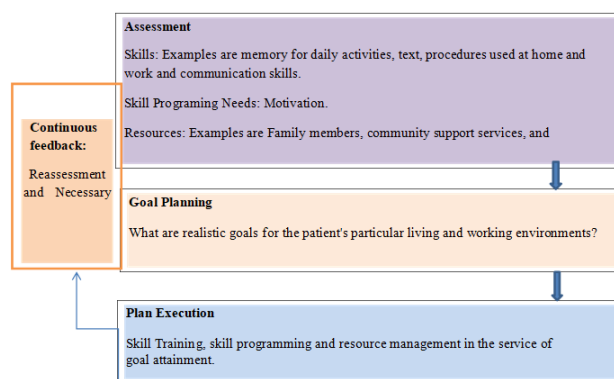 Assessment
Skills: Examples are memory for daily activities, text, procedures used at home and
work and communication skills.
Skill Programing Needs: Motivation.
Resources: Examples are Family members, community support services, and
Continuous
feedback:
Reassessment
and Necessary
Goal Planning
What are realistic goals for the patient's particular living and working environments?
Plan Execution
Skill Training, skill programming and resource management in the service of
goal attainment.